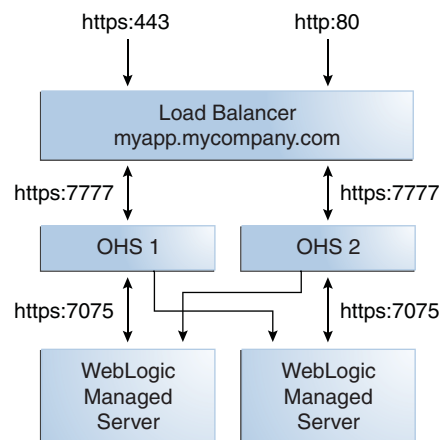 https:443
http:80
Load Balancer
myapp.mycompany.com
https:7777
https:7777
OHS 1
OHS 2
https:7075
https:7075
WebLogic
Managed
Server
WebLogic
Managed
Server